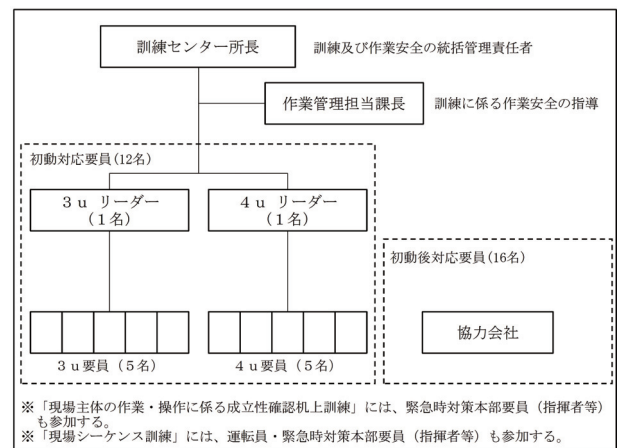 訓練センター所長 訓練及び作業安全の統括管理責任者
作業管理担当課長 訓練に係る作業安全の指導
初動対応要員(12名)
3u リーダー
(1名)
4u リーダー
(1名)
初動後対応要員(16名)
協力会社
3u要員(5名)
4u要員(5名)
※「現場主体の作業・操作に係る成立性確認机上訓練」には、緊急時対策本部要員(指揮者等)
も参加する。
※「現場シーケンス訓練」には、運転員・緊急時対策本部要員(指揮者等)も参加する。